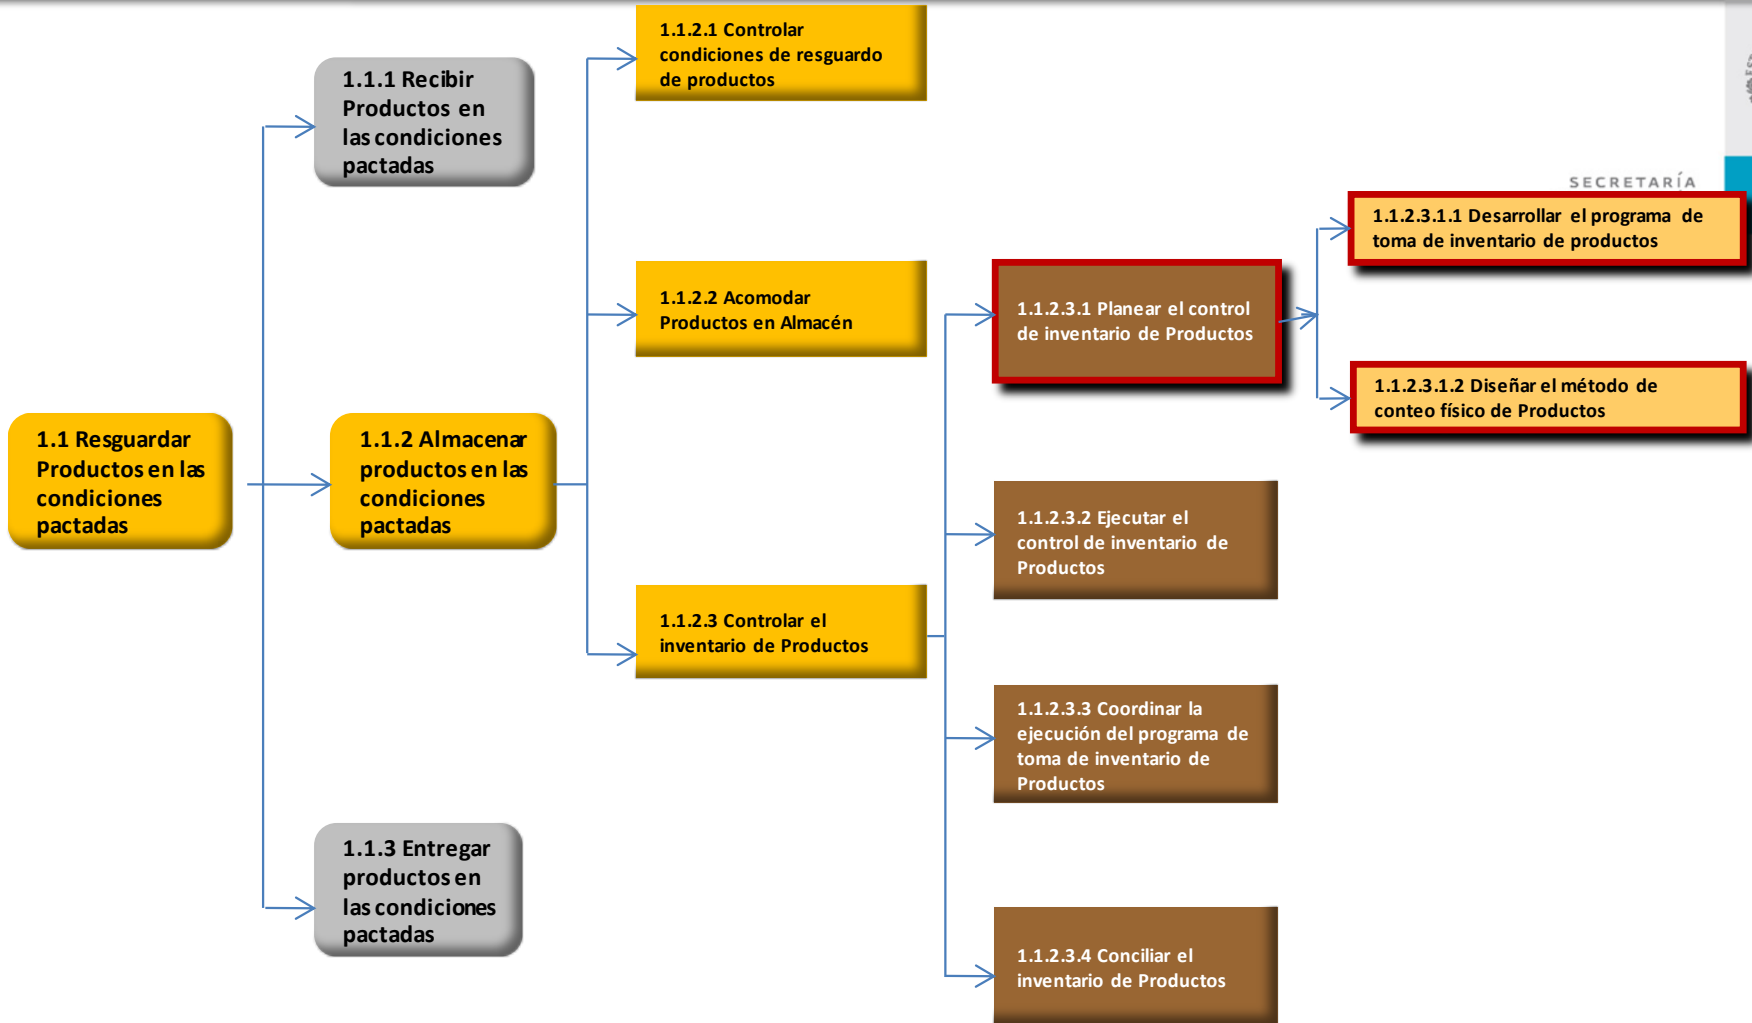 1.1 Resguardar
Productos en las
condiciones
pactadas
1.1.1 Recibir
Productos en
las condiciones
pactadas
1.1.2 Almacenar
productos en las
condiciones
pactadas
1.1.3 Entregar
productos en
las condiciones
pactadas
1.1.2.1 Controlar
condiciones de resguardo
de productos
1.1.2.2 Acomodar
Productos en Almacén
1.1.2.3 Controlar el
inventario de Productos
1.1.2.3.1 Planear el control
de inventario de Productos
1.1.2.3.2 Ejecutar el
control de inventario de
Productos
1.1.2.3.3 Coordinar la
ejecución del programa de
toma de inventario de
Productos
1.1.2.3.4 Conciliar el
inventario de Productos
SECRETARÍA
1.1.2.3.1.1 Desarrollar el programa de
toma de inventario de productos
1.1.2.3.1.2 Diseñar el método de
conteo físico de Productos